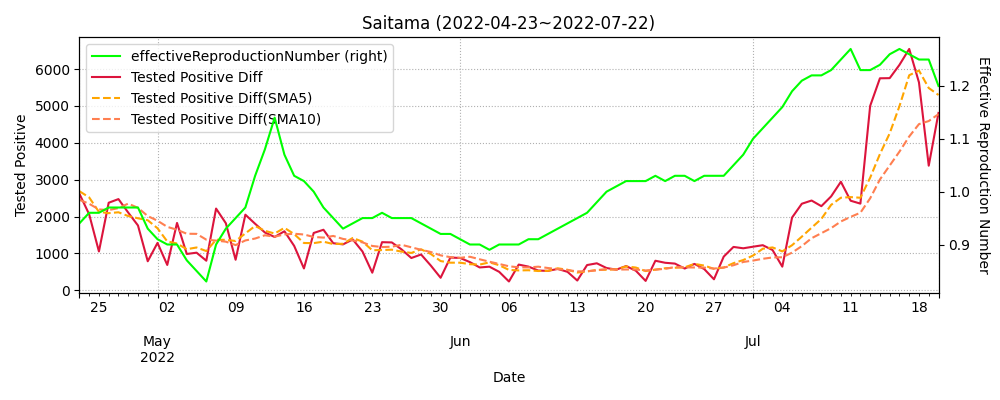 Saitama (2022-04-23~2022-07-22)
effectiveReproductionNumber (right)
Tested Positive Diff
Tested Positive Diff(SMA5)
Tested Positive Diff(SMA10)
Tested Positive
6000
5000
4000
3000
2000
1000
0
1.2
1.1
1.0
0.9
Effective Reproduction Number
25 02 09 16 23 30 06 13 20 27 04 11 18
May Jun Jul
2022
Date